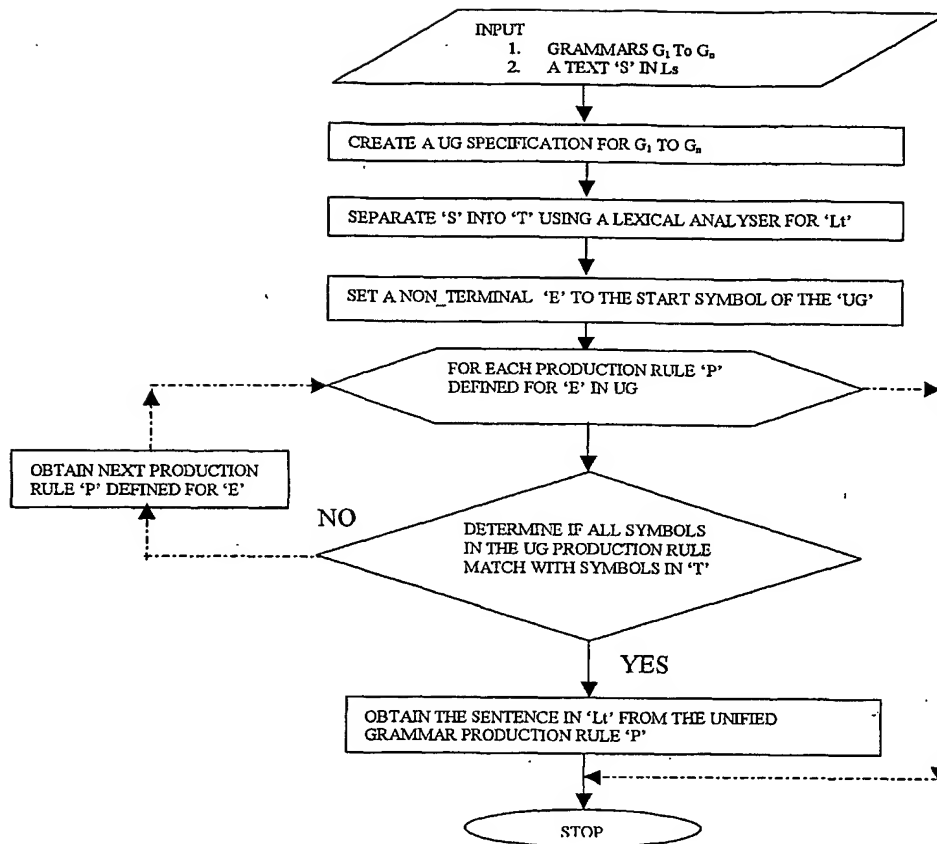 INPUT
1. GRAMMARS G₁ To Gₙ
2. A TEXT ‘S’ IN Ls
CREATE A UG SPECIFICATION FOR G₁ TO Gₙ
SEPARATE ‘S’ INTO ‘T’ USING A LEXICAL ANALYSER FOR ‘Lt’
SET A NON_TERMINAL ‘E’ TO THE START SYMBOL OF THE ‘UG’
FOR EACH PRODUCTION RULE ‘P’
DEFINED FOR ‘E’ IN UG
OBTAIN NEXT PRODUCTION
RULE ‘P’ DEFINED FOR ‘E’
NO
DETERMINE IF ALL SYMBOLS
IN THE UG PRODUCTION RULE
MATCH WITH SYMBOLS IN ‘T’
YES
OBTAIN THE SENTENCE IN ‘Lt’ FROM THE UNIFIED
GRAMMAR PRODUCTION RULE ‘P’
STOP